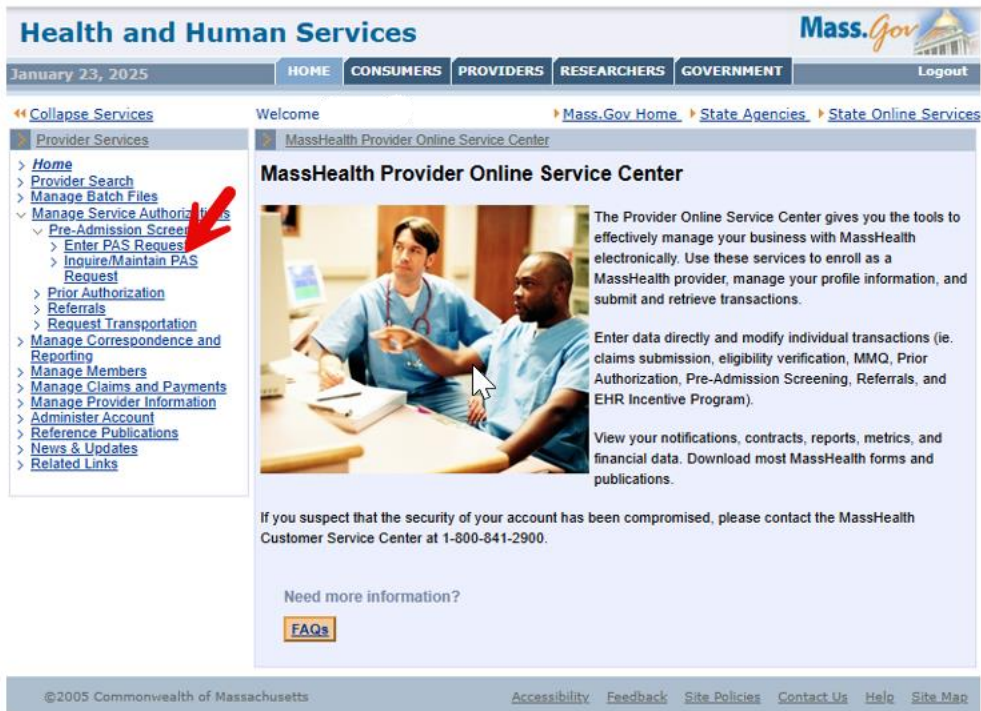 Health and Human Services
Mass.Gov
January 23, 2025
HOME CONSUMERS PROVIDERS RESEARCHERS GOVERNMENT
Logout
Collapse Services
Welcome
Mass.Gov Home State Agencies State Online Services
Provider Services
Home
Provider Search
Manage Batch Files
Manage Service Authorizations
Pre-Admission Screen
Enter PAS Request
Inquire/Maintain PAS
Request
Prior Authorization
Referrals
Request Transportation
Manage Correspondence and
Reporting
Manage Members
Manage Claims and Payments
Manage Provider Information
Administer Account
Reference Publications
News & Updates
Related Links
MassHealth Provider Online Service Center
MassHealth Provider Online Service Center
The Provider Online Service Center gives you the tools to
effectively manage your business with MassHealth
electronically. Use these services to enroll as a
MassHealth provider, manage your profile information, and
submit and retrieve transactions.
Enter data directly and modify individual transactions (ie.
claims submission, eligibility verification, MMQ, Prior
Authorization, Pre-Admission Screening, Referrals, and
EHR Incentive Program).
View your notifications, contracts, reports, metrics, and
financial data. Download most MassHealth forms and
publications.
If you suspect that the security of your account has been compromised, please contact the MassHealth
Customer Service Center at 1-800-841-2900.
Need more information?
FAQs
©2005 Commonwealth of Massachusetts
Accessibility Feedback Site Policies Contact Us Help Site Map